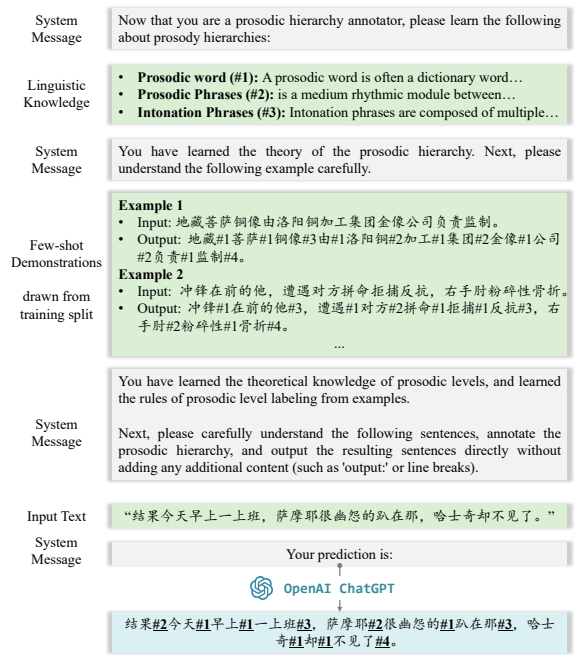 System
Message
Now that you are a prosodic hierarchy annotator, please learn the following
about prosody hierarchies:
Linguistic
Knowledge
• Prosodic word (#1): A prosodic word is often a dictionary word…
• Prosodic Phrases (#2): is a medium rhythmic module between…
• Intonation Phrases (#3): Intonation phrases are composed of multiple…
System
Message
You have learned the theory of the prosodic hierarchy. Next, please
understand the following example carefully.
Few-shot
Demonstrations
drawn from
training split
Example 1
• Input: 地藏菩萨铜像由洛阳铜加工集团金像公司负责监制。
• Output: 地藏#1菩萨#1铜像#3由#1洛阳铜#2加工#1集团#2金像#1公司
#2负责#1监制#4。
Example 2
• Input: 冲锋在前的他，遭遇对方拼命拒捕反抗，右手肘粉碎性骨折。
• Output: 冲锋#1在前的他#3，遭遇#1对方#2拼命#1拒捕#1反抗#3，右
手肘#2粉碎性#1骨折#4。
...
System
Message
You have learned the theoretical knowledge of prosodic levels, and learned
the rules of prosodic level labeling from examples.
Next, please carefully understand the following sentences, annotate the
prosodic hierarchy, and output the resulting sentences directly without
adding any additional content (such as 'output:' or line breaks).
Input Text
“结果今天早上一上班，萨摩耶很幽怨的趴在那，哈士奇却不见了。”
System
Message
Your prediction is:
OpenAI ChatGPT
结果#2今天#1早上#1一上班#3，萨摩耶#2很幽怨的#1趴在那#3，哈士
奇#1却#1不见了#4。